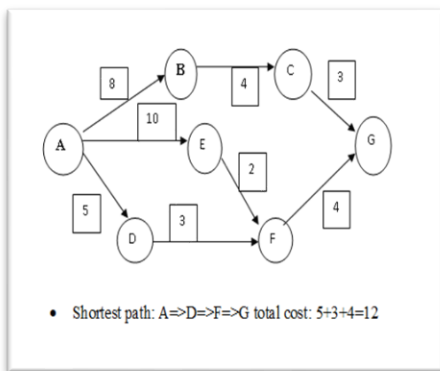 B
C
8
4
3
10
A
E
G
2
5
3
4
D
F
• Shortest path: A=>D=>F=>G total cost: 5+3+4=12